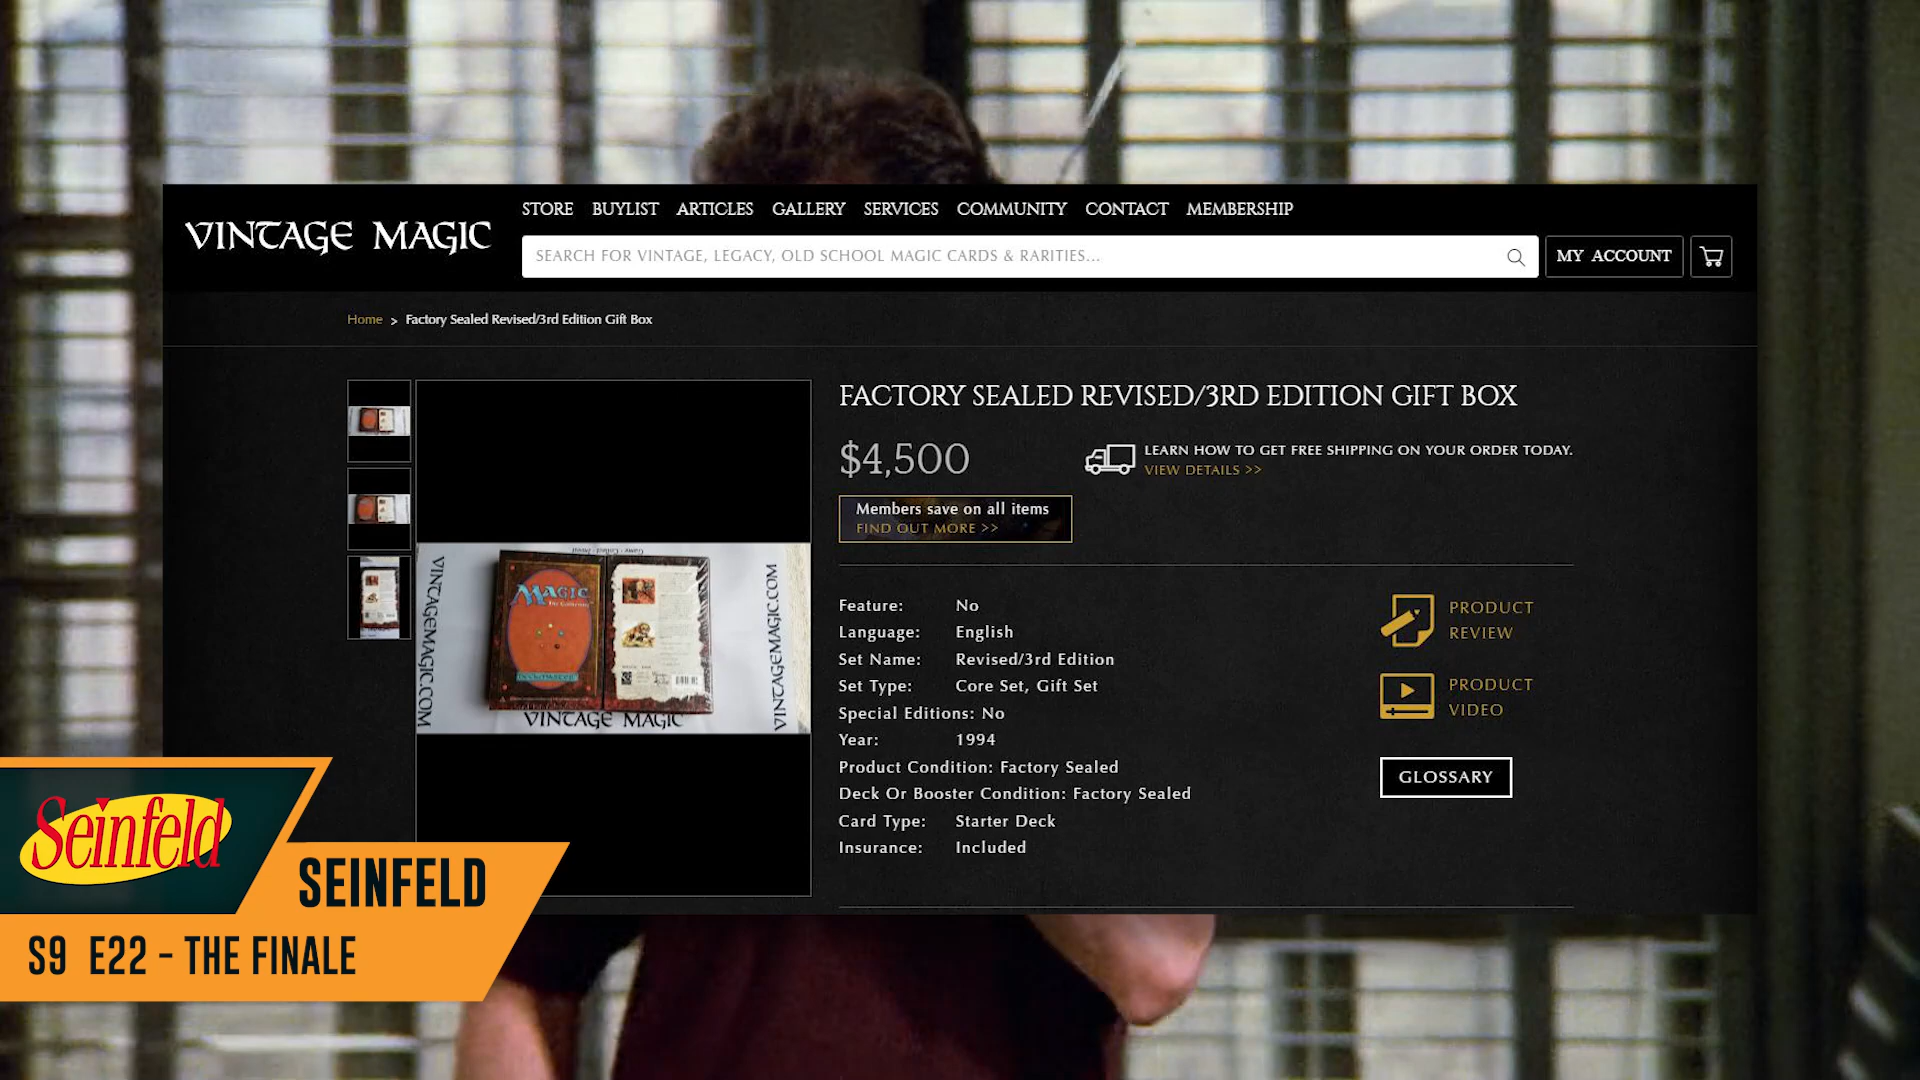 STORE BUYLIST ARTICLES GALLERY SERVICES COMMUNITY CONTACT MEMBERSHIP
VINTAGE MAGIC
SEARCH FOR VINTAGE, LEGACY, OLD SCHOOL MAGIC CARDS & RARITIES...
MY ACCOUNT
Home > Factory Sealed Revised/3rd Edition Gift Box
FACTORY SEALED REVISED/3RD EDITION GIFT BOX
$4,500
LEARN HOW TO GET FREE SHIPPING ON YOUR ORDER TODAY.
VIEW DETAILS >>
Members save on all items
FIND OUT MORE >>
VINTAGEMAGIC.COM
MAGIC
VINTAGE MAGIC
VINTAGEMAGIC.COM
Feature: No
Language: English
Set Name: Revised/3rd Edition
Set Type: Core Set, Gift Set
Special Editions: No
Year: 1994
Product Condition: Factory Sealed
Deck Or Booster Condition: Factory Sealed
Card Type: Starter Deck
Insurance: Included
PRODUCT
REVIEW
PRODUCT
VIDEO
GLOSSARY
Seinfeld
SEINFELD
S9 E22 - THE FINALE